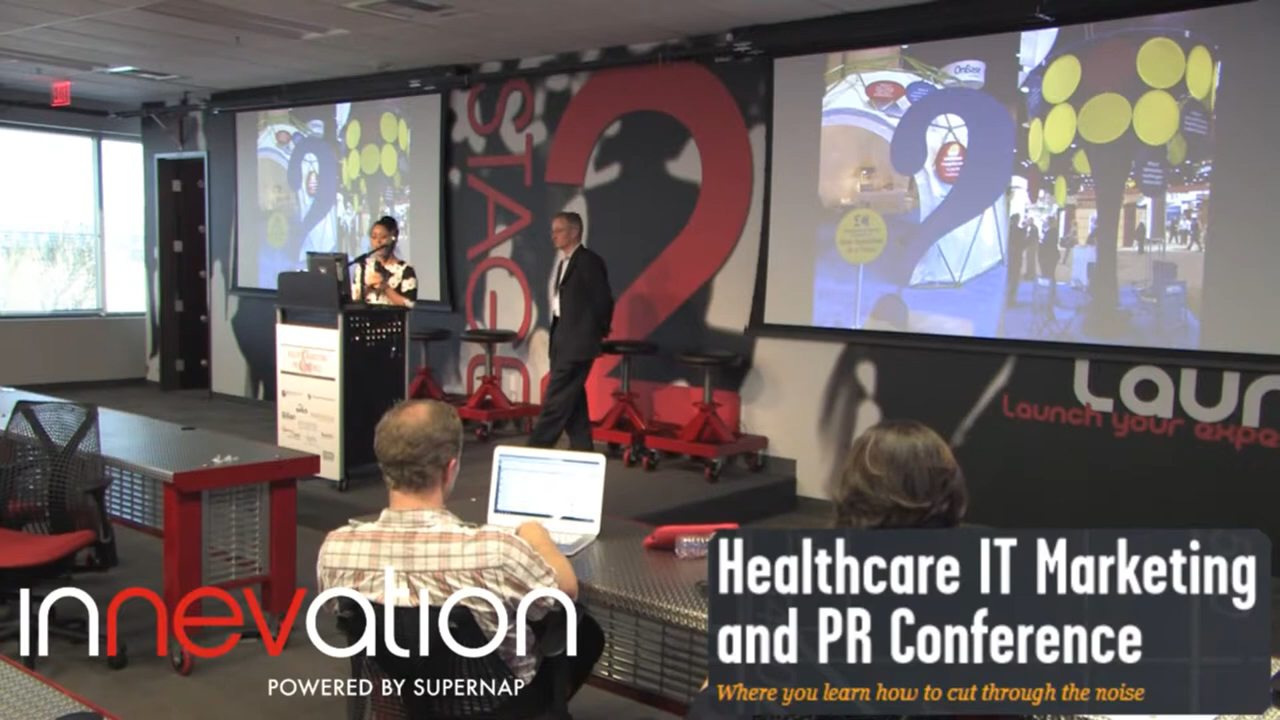 EXIT
OnBase
STAGE
2
Laun
Launch your expe
innevation
POWERED BY SUPERNAP
Healthcare IT Marketing
and PR Conference
Where you learn how to cut through the noise